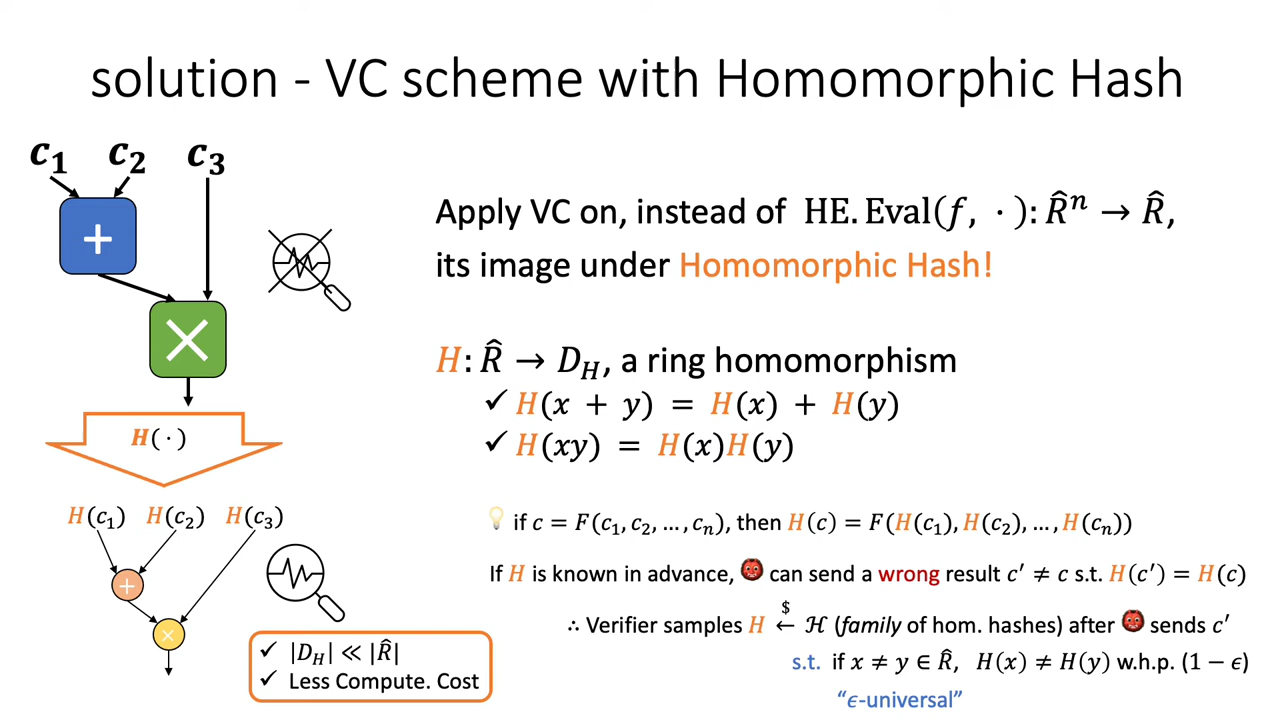 solution - VC scheme with Homomorphic Hash
c₁ c₂ c₃
+
×
H(·)
H(c₁) H(c₂) H(c₃)
+
×
✓ |D_H| ≪ |R̂|
✓ Less Compute. Cost
Apply VC on, instead of HE.Eval(f, ·): R̂ⁿ → R̂,
its image under Homomorphic Hash!
H: R̂ → D_H, a ring homomorphism
✓ H(x + y) = H(x) + H(y)
✓ H(xy) = H(x)H(y)
💡 if c = F(c₁, c₂, …, cₙ), then H(c) = F(H(c₁), H(c₂), …, H(cₙ))
If H is known in advance, 👹 can send a wrong result c′ ≠ c s.t. H(c′) = H(c)
∴ Verifier samples H ←$ ℋ (family of hom. hashes) after 👹 sends c′
s.t. if x ≠ y ∈ R̂, H(x) ≠ H(y) w.h.p. (1 − ϵ)
“ϵ-universal”